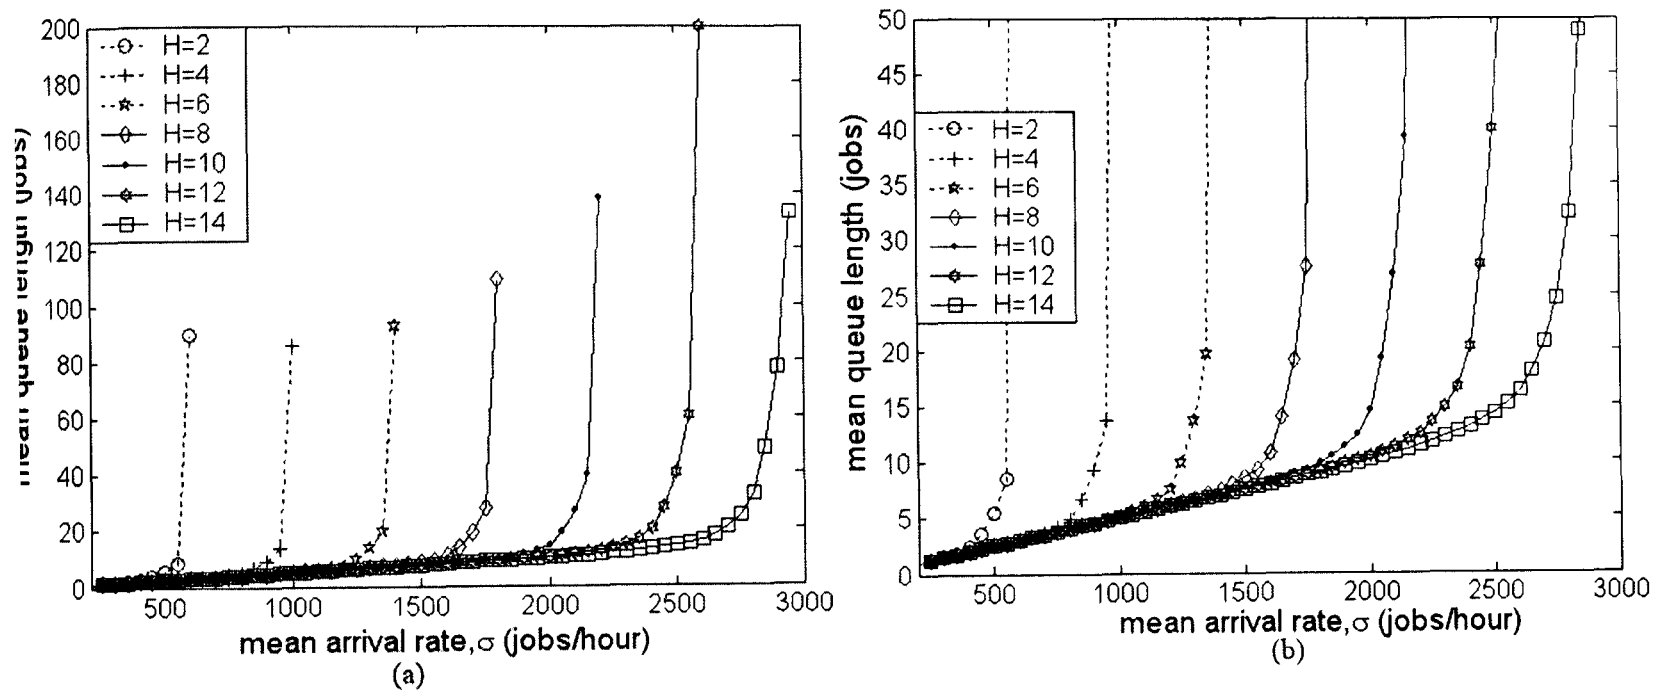 200
180
160
140
120
100
80
60
40
20
0
H=2
H=4
H=6
H=8
H=10
H=12
H=14
mean queue length (jobs)
500
1000
1500
2000
2500
3000
mean arrival rate,σ (jobs/hour)
(a)
50
45
40
35
30
25
20
15
10
5
0
H=2
H=4
H=6
H=8
H=10
H=12
H=14
mean queue length (jobs)
500
1000
1500
2000
2500
3000
mean arrival rate,σ (jobs/hour)
(b)